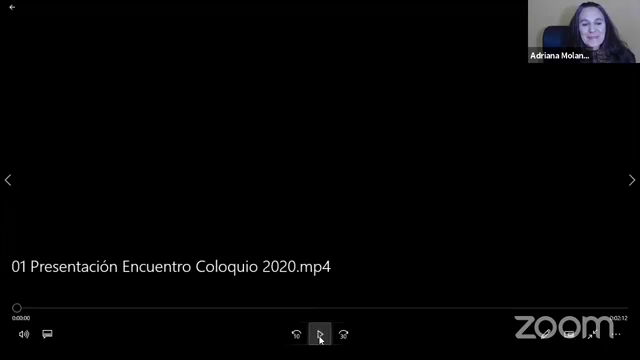 Adriana Molan...
01 Presentación Encuentro Coloquio 2020.mp4
0:00:00
0:02:12
10
30
zoom